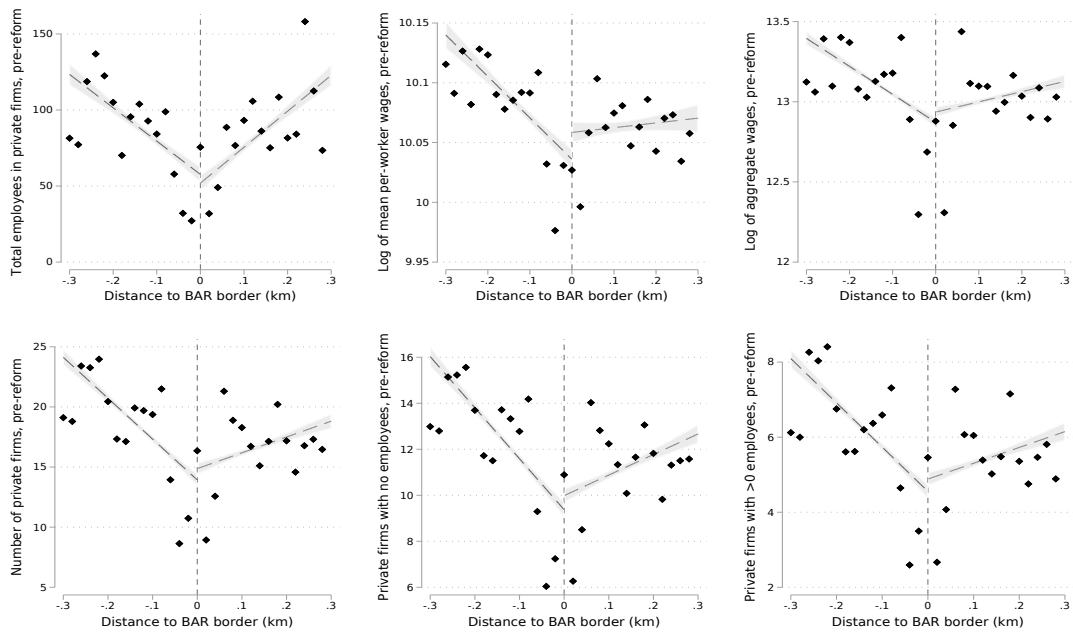 Total employees in private firms, pre-reform
150
100
50
0
-.3 -.2 -.1 0 .1 .2 .3
Distance to BAR border (km)
Log of mean per-worker wages, pre-reform
10.15
10.1
10.05
10
9.95
-.3 -.2 -.1 0 .1 .2 .3
Distance to BAR border (km)
Log of aggregate wages, pre-reform
13.5
13
12.5
12
-.3 -.2 -.1 0 .1 .2 .3
Distance to BAR border (km)
Number of private firms, pre-reform
25
20
15
10
5
-.3 -.2 -.1 0 .1 .2 .3
Distance to BAR border (km)
Private firms with no employees, pre-reform
16
14
12
10
8
6
-.3 -.2 -.1 0 .1 .2 .3
Distance to BAR border (km)
Private firms with >0 employees, pre-reform
8
6
4
2
-.3 -.2 -.1 0 .1 .2 .3
Distance to BAR border (km)